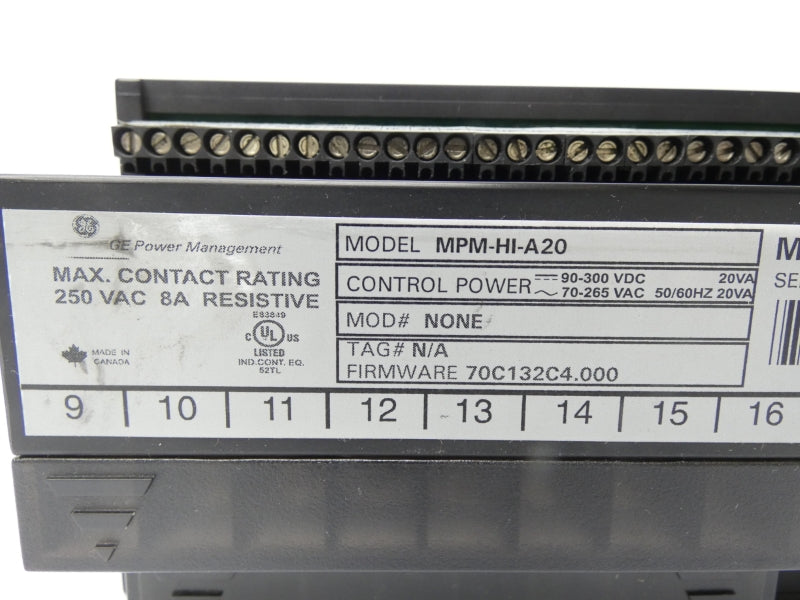 GE Power Management
MAX. CONTACT RATING
250 VAC 8A RESISTIVE
E83849
C UL US
LISTED
IND.CONT. EQ.
52TL
MADE IN
CANADA
MODEL MPM-HI-A20
CONTROL POWER ⎓ 90-300 VDC 20VA
∼ 70-265 VAC 50/60HZ 20VA
MOD# NONE
TAG# N/A
FIRMWARE 70C132C4.000
M
SE
9 10 11 12 13 14 15 16